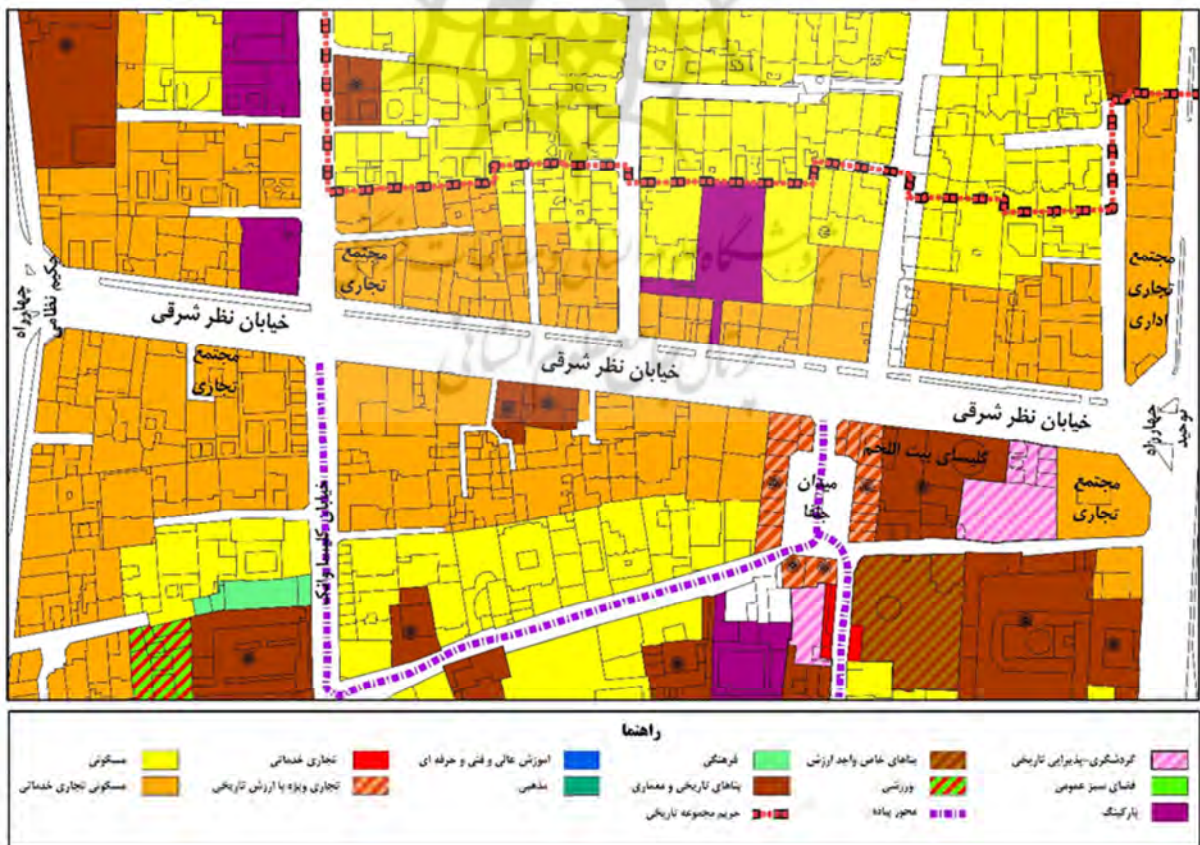 مجتمع
تجاری
مجتمع
تجاری
اداری
چهارراه
حکیم نظامی
خیابان نظر شرقی
مجتمع
تجاری
خیابان نظر شرقی
خیابان نظر شرقی
چهارراه
توحید
کلیسای بیت اللحم
میدان
جلفا
مجتمع
تجاری
خیابان کلیسا وانک
راهنما
گردشگری-پذیرایی تاریخی
بناهای خاص واجد ارزش
فرهنگی
اموزش عالی و فنی و حرفه ای
تجاری خدماتی
مسکونی
فضای سبز عمومی
ورزشی
بناهای تاریخی و معماری
مذهبی
تجاری ویژه با ارزش تاریخی
مسکونی تجاری خدماتی
پارکینگ
محور پیاده
حریم مجموعه تاریخی